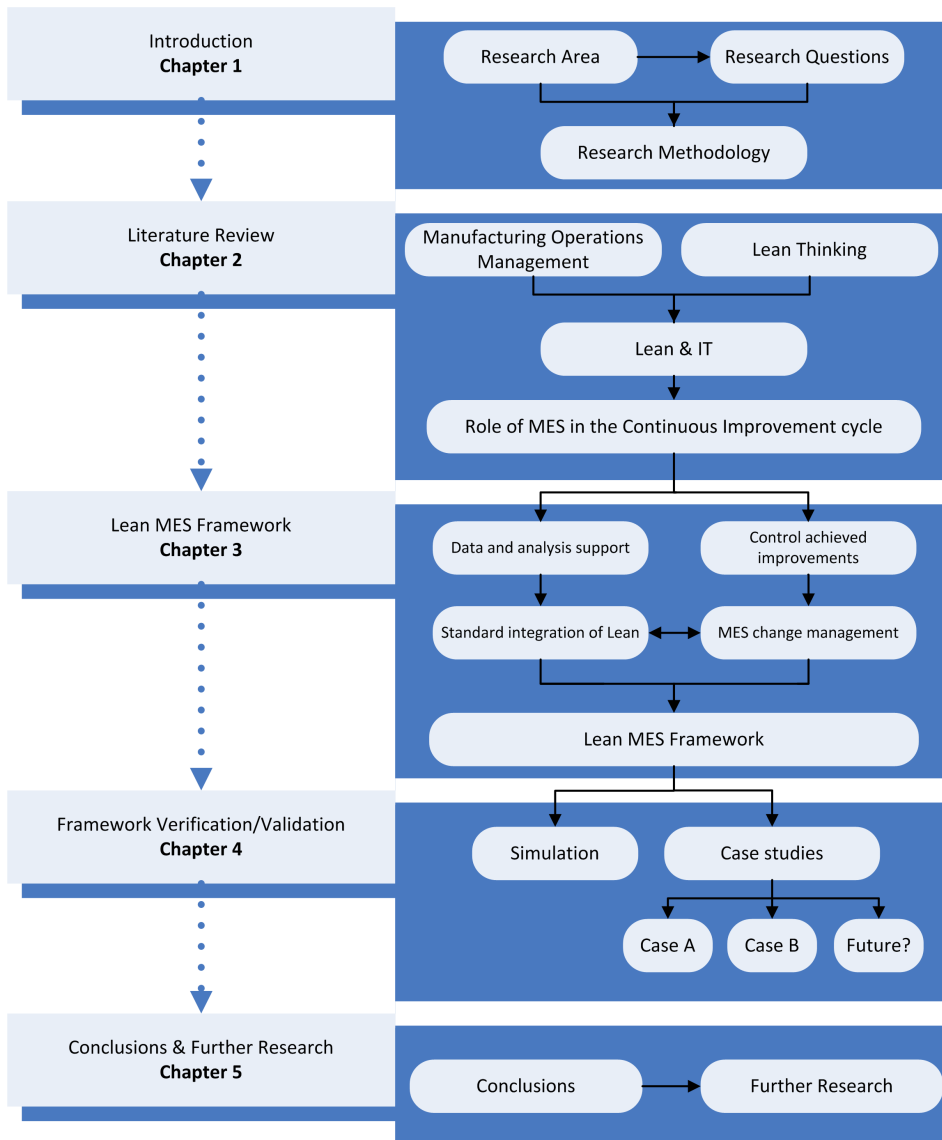 Introduction
Chapter 1
Research Area
Research Questions
Research Methodology
Literature Review
Chapter 2
Manufacturing Operations
Management
Lean Thinking
Lean & IT
Role of MES in the Continuous Improvement cycle
Lean MES Framework
Chapter 3
Data and analysis support
Control achieved
improvements
Standard integration of Lean
MES change management
Lean MES Framework
Framework Verification/Validation
Chapter 4
Simulation
Case studies
Case A
Case B
Future?
Conclusions & Further Research
Chapter 5
Conclusions
Further Research